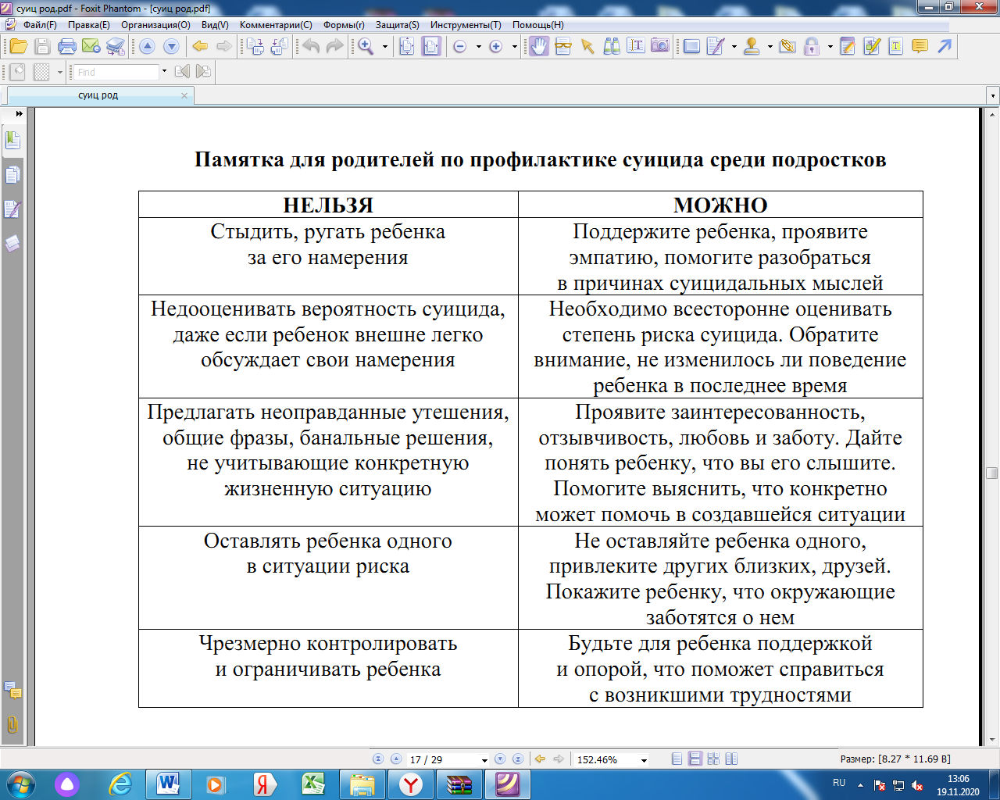 суиц род.pdf - Foxit Phantom - [суиц род.pdf]
Файл(F) Правка(E) Организация(O) Вид(V) Комментарии(C) Формы(r) Защита(S) Инструменты(T) Помощь(H)
Find
суиц род
Памятка для родителей по профилактике суицида среди подростков
НЕЛЬЗЯ
МОЖНО
Стыдить, ругать ребенка
за его намерения
Поддержите ребенка, проявите
эмпатию, помогите разобраться
в причинах суицидальных мыслей
Недооценивать вероятность суицида,
даже если ребенок внешне легко
обсуждает свои намерения
Необходимо всесторонне оценивать
степень риска суицида. Обратите
внимание, не изменилось ли поведение
ребенка в последнее время
Предлагать неоправданные утешения,
общие фразы, банальные решения,
не учитывающие конкретную
жизненную ситуацию
Проявите заинтересованность,
отзывчивость, любовь и заботу. Дайте
понять ребенку, что вы его слышите.
Помогите выяснить, что конкретно
может помочь в создавшейся ситуации
Оставлять ребенка одного
в ситуации риска
Не оставляйте ребенка одного,
привлеките других близких, друзей.
Покажите ребенку, что окружающие
заботятся о нем
Чрезмерно контролировать
и ограничивать ребенка
Будьте для ребенка поддержкой
и опорой, что поможет справиться
с возникшими трудностями
17 / 29
152.46%
Размер: [8.27 * 11.69 В]
RU
13:06
19.11.2020